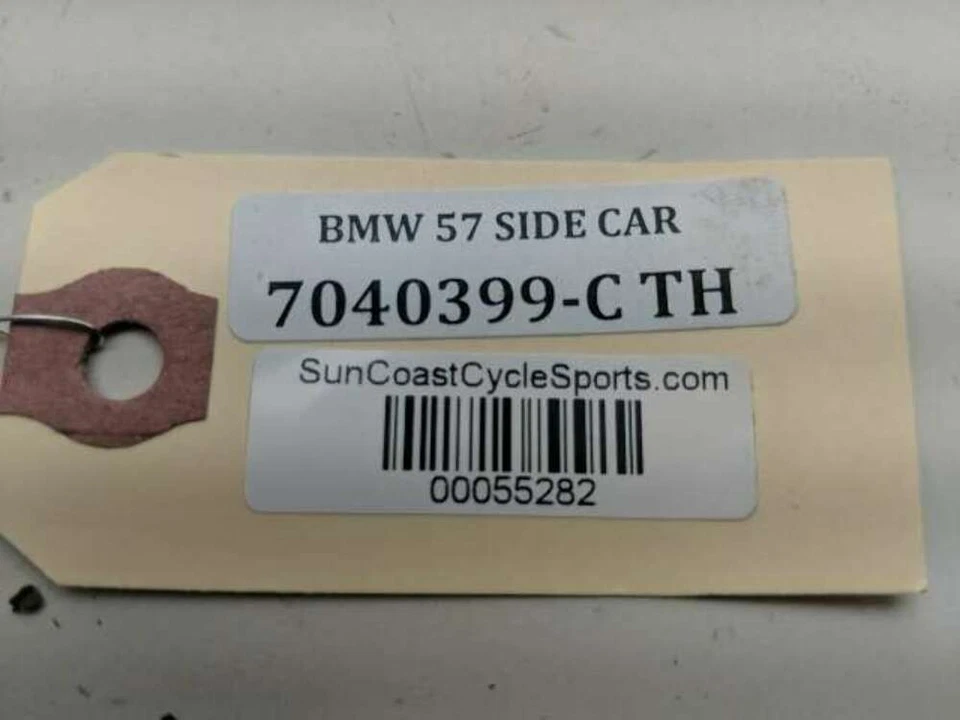 BMW 57 SIDE CAR
7040399-C TH
SunCoastCycleSports.com
00055282